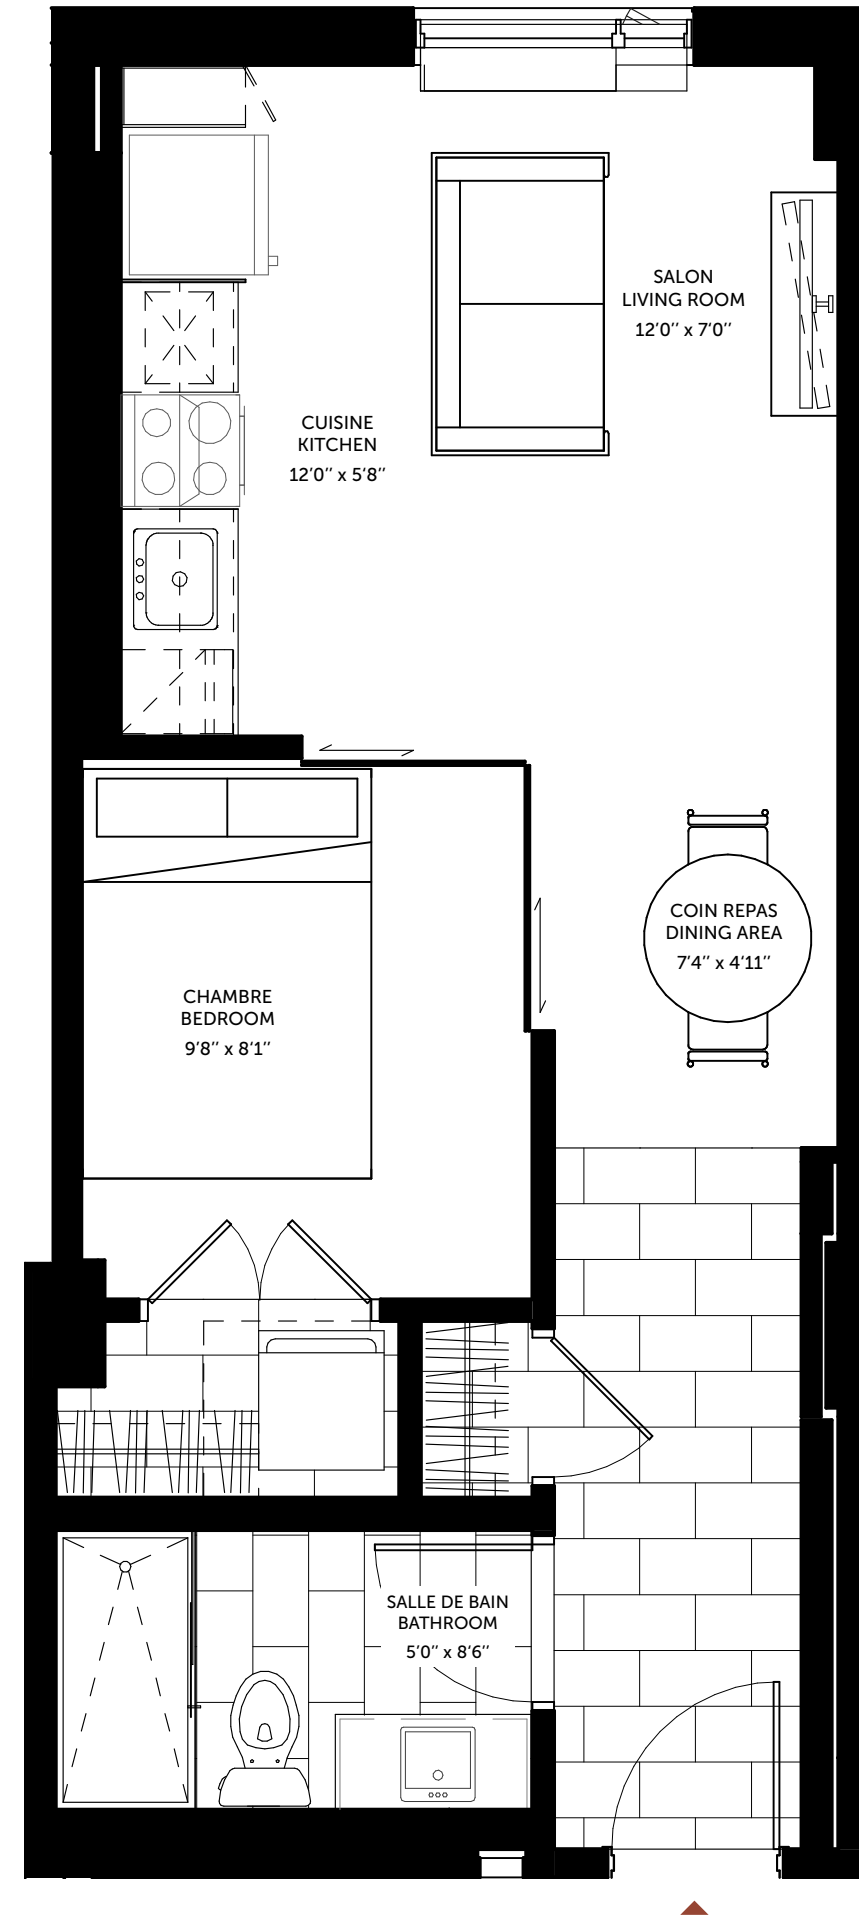 SALON
LIVING ROOM
12'0'' x 7'0''
CUISINE
KITCHEN
12'0'' x 5'8''
COIN REPAS
DINING AREA
7'4'' x 4'11''
CHAMBRE
BEDROOM
9'8'' x 8'1''
SALLE DE BAIN
BATHROOM
5'0'' x 8'6''